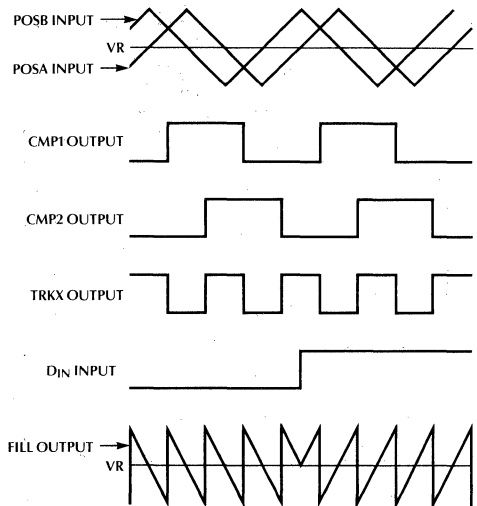 POSB INPUT
VR
POSA INPUT
CMP1 OUTPUT
CMP2 OUTPUT
TRKX OUTPUT
DIN INPUT
FILL OUTPUT
VR